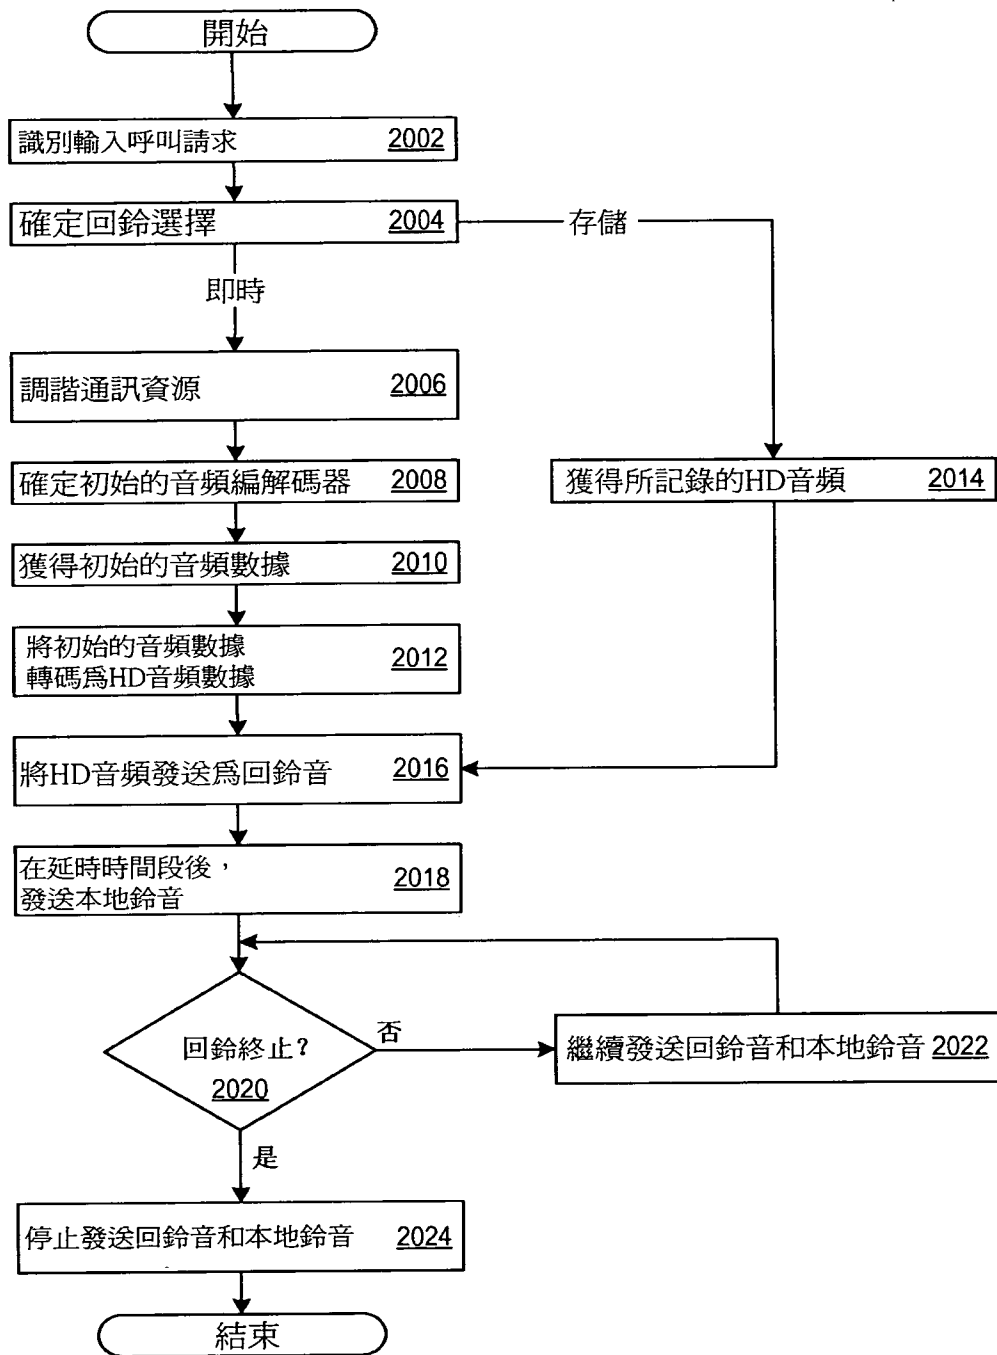 開始
識別輸入呼叫請求 2002
確定回鈴選擇 2004
存儲
即時
調諧通訊資源 2006
確定初始的音頻編解碼器 2008
獲得所記錄的HD音頻 2014
獲得初始的音頻數據 2010
將初始的音頻數據
轉碼爲HD音頻數據 2012
將HD音頻發送爲回鈴音 2016
在延時時間段後，
發送本地鈴音 2018
回鈴終止?
2020
否
繼續發送回鈴音和本地鈴音 2022
是
停止發送回鈴音和本地鈴音 2024
結束